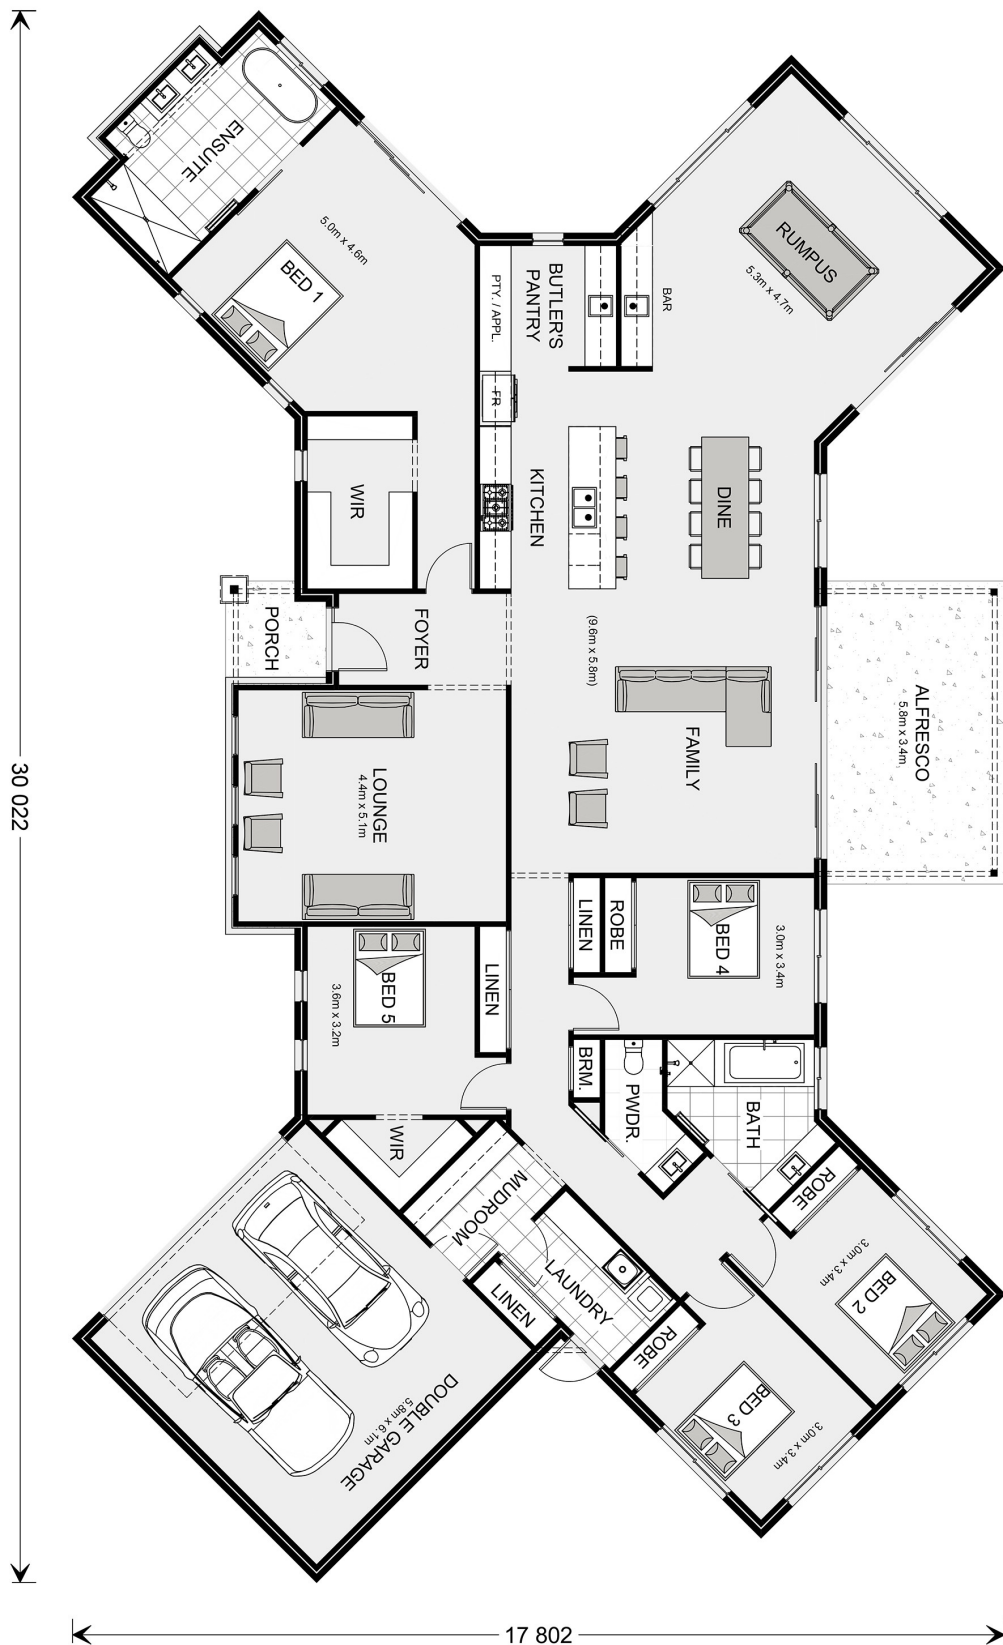 ENSUITE
5.0m x 4.6m
BED 1
PTY. / APPL.
BUTLER'S
PANTRY
BAR
RUMPUS
5.3m x 4.7m
FR
WIR
KITCHEN
DINE
PORCH
FOYER
(9.6m x 5.8m)
FAMILY
ALFRESCO
5.8m x 3.4m
LOUNGE
4.4m x 5.1m
30 022
LINEN
ROBE
BED 4
3.0m x 3.4m
BED 5
3.6m x 3.2m
LINEN
BRM.
PWDR.
BATH
WIR
MUDROOM
ROBE
LAUNDRY
LINEN
3.0m x 3.4m
BED 2
ROBE
BED 3
3.0m x 3.4m
DOUBLE GARAGE
5.8m x 6.1m
17 802